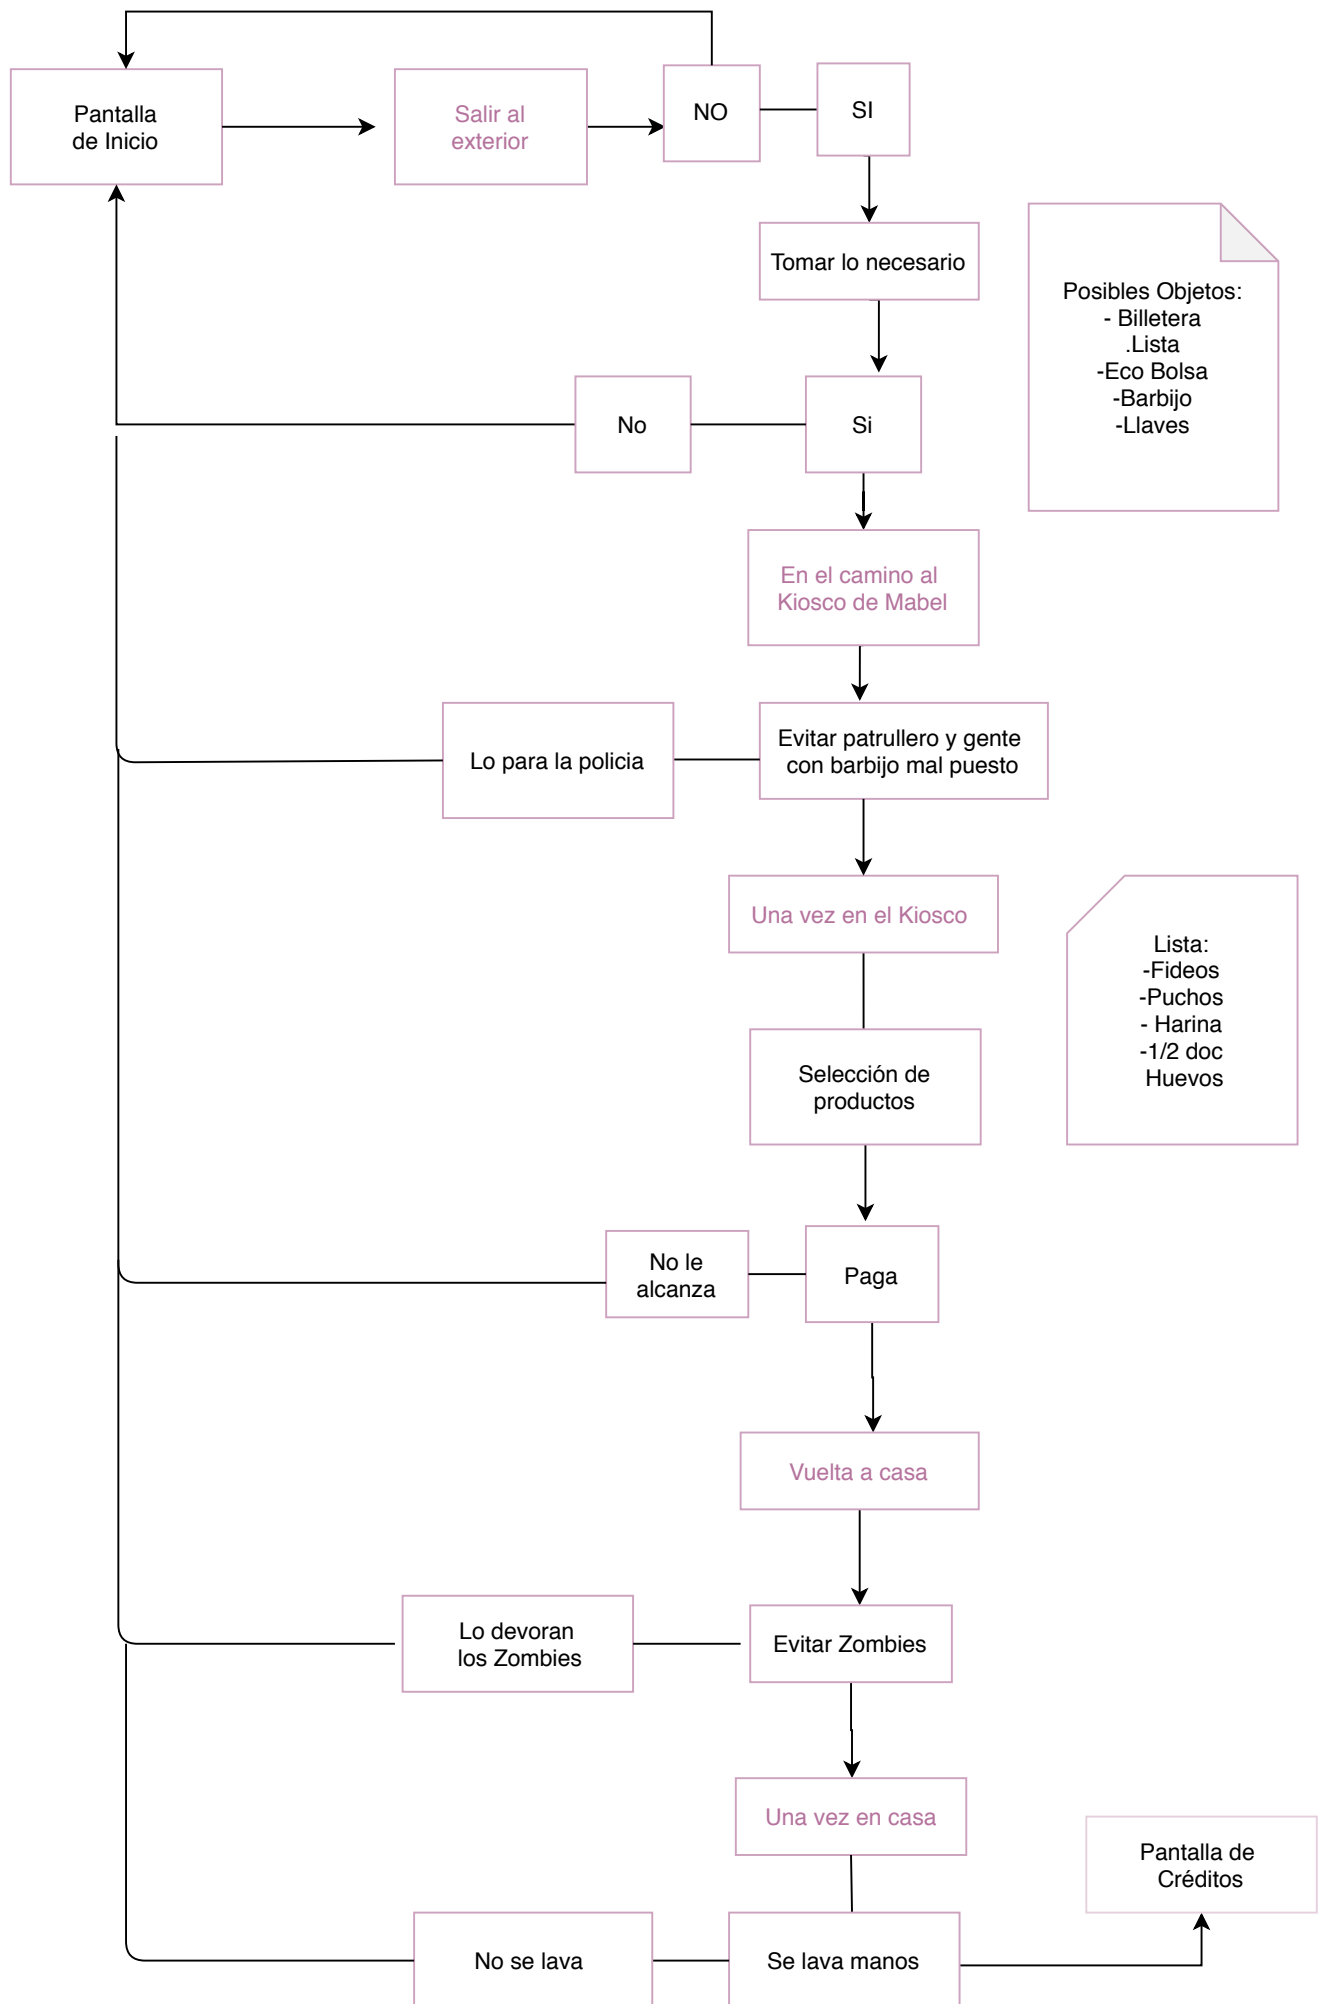 Pantalla
de Inicio
Salir al
exterior
NO
SI
Tomar lo necesario
Posibles Objetos:
- Billetera
.Lista
-Eco Bolsa
-Barbijo
-Llaves
No
Si
En el camino al
Kiosco de Mabel
Lo para la policia
Evitar patrullero y gente
con barbijo mal puesto
Una vez en el Kiosco
Lista:
-Fideos
-Puchos
- Harina
-1/2 doc
Huevos
Selección de
productos
No le
alcanza
Paga
Vuelta a casa
Lo devoran
los Zombies
Evitar Zombies
Una vez en casa
Pantalla de
Créditos
No se lava
Se lava manos